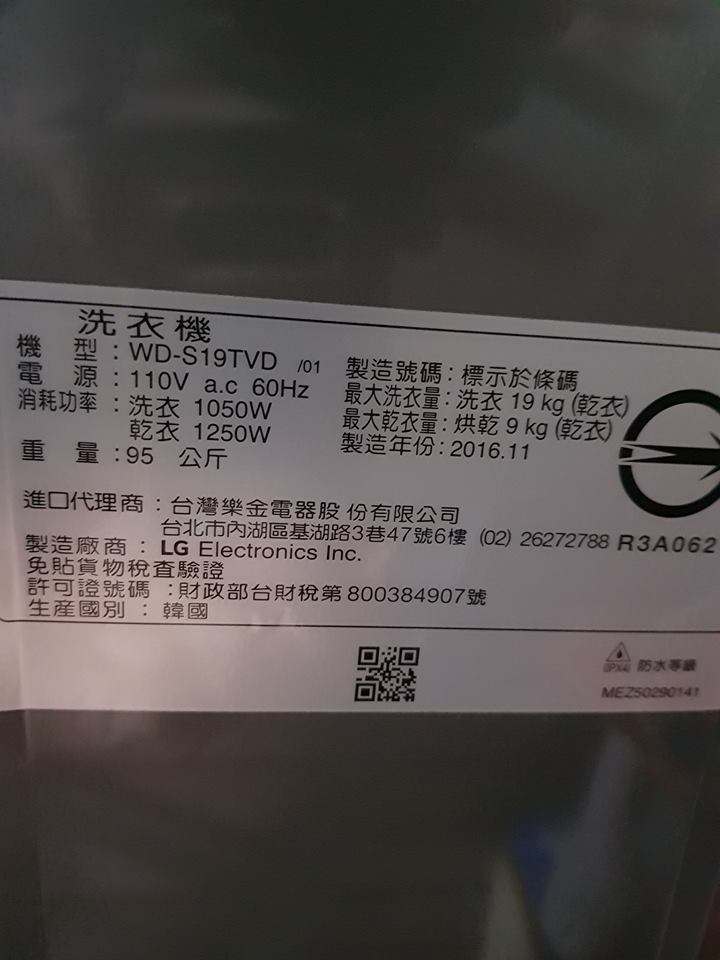 洗衣機
機 型：WD-S19TVD /01
電 源：110V a.c 60Hz
消耗功率：洗衣 1050W
乾衣 1250W
重 量：95 公斤
製造號碼：標示於條碼
最大洗衣量：洗衣 19 kg (乾衣)
最大乾衣量：烘乾 9 kg (乾衣)
製造年份：2016.11
進口代理商：台灣樂金電器股份有限公司
台北市內湖區基湖路3巷47號6樓 (02) 26272788 R3A062
製造廠商：LG Electronics Inc.
免貼貨物稅查驗證
許可證號碼：財政部台財稅第800384907號
生産國別：韓國
IPX4 防水等級
MEZ50290141